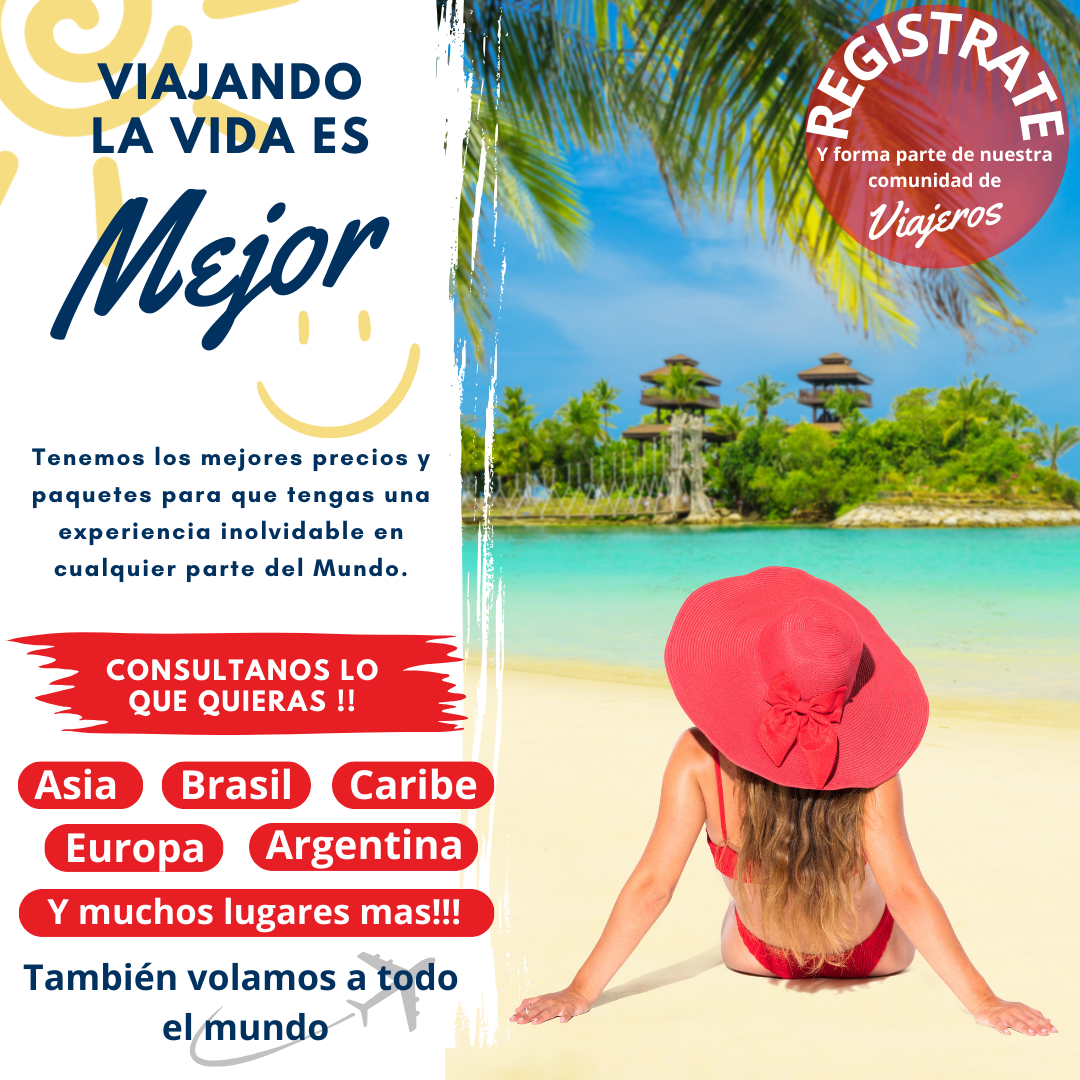 VIAJANDO
LA VIDA ES
Mejor
Tenemos los mejores precios y
paquetes para que tengas una
experiencia inolvidable en
cualquier parte del Mundo.
CONSULTANOS LO
QUE QUIERAS !!
Asia
Brasil
Caribe
Europa
Argentina
Y muchos lugares mas!!!
También volamos a todo
el mundo
REGISTRATE
Y forma parte de nuestra
comunidad de
Viajeros